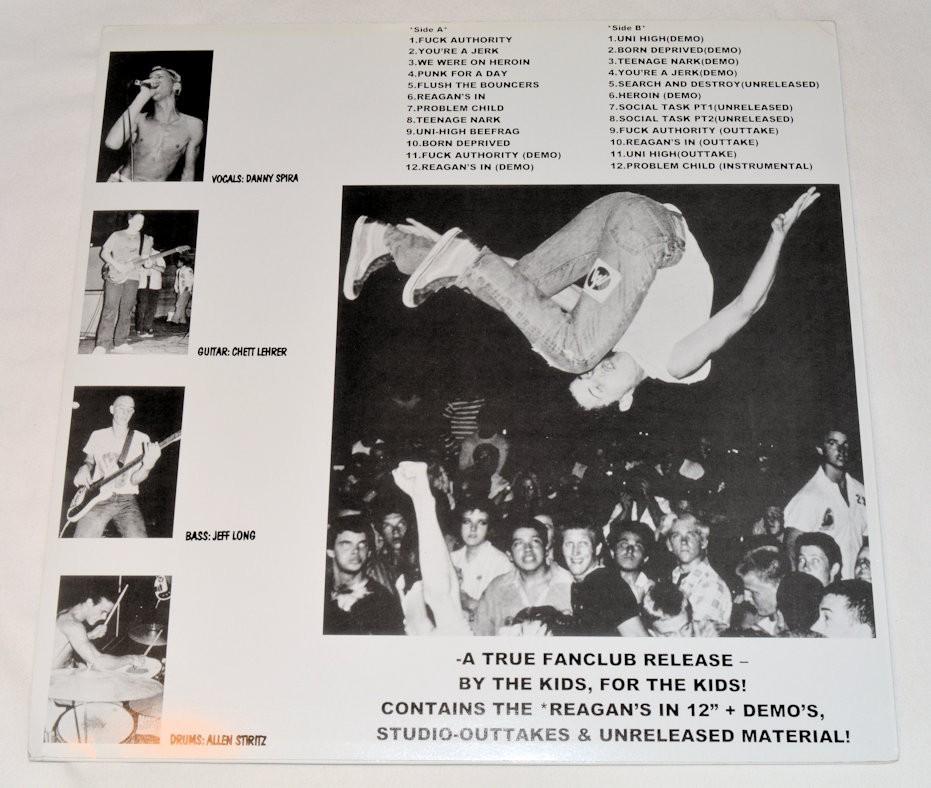 *Side A*
1.FUCK AUTHORITY
2.YOU'RE A JERK
3.WE WERE ON HEROIN
4.PUNK FOR A DAY
5.FLUSH THE BOUNCERS
6.REAGAN'S IN
7.PROBLEM CHILD
8.TEENAGE NARK
9.UNI-HIGH BEEFRAG
10.BORN DEPRIVED
11.FUCK AUTHORITY (DEMO)
12.REAGAN'S IN (DEMO)
*Side B*
1.UNI HIGH(DEMO)
2.BORN DEPRIVED(DEMO)
3.TEENAGE NARK(DEMO)
4.YOU'RE A JERK(DEMO)
5.SEARCH AND DESTROY(UNRELEASED)
6.HEROIN (DEMO)
7.SOCIAL TASK PT1(UNRELEASED)
8.SOCIAL TASK PT2(UNRELEASED)
9.FUCK AUTHORITY (OUTTAKE)
10.REAGAN'S IN (OUTTAKE)
11.UNI HIGH(OUTTAKE)
12.PROBLEM CHILD (INSTRUMENTAL)
VOCALS: DANNY SPIRA
GUITAR: CHETT LEHRER
BASS: JEFF LONG
DRUMS: ALLEN STIRITZ
23
-A TRUE FANCLUB RELEASE –
BY THE KIDS, FOR THE KIDS!
CONTAINS THE *REAGAN'S IN 12” + DEMO'S,
STUDIO-OUTTAKES & UNRELEASED MATERIAL!